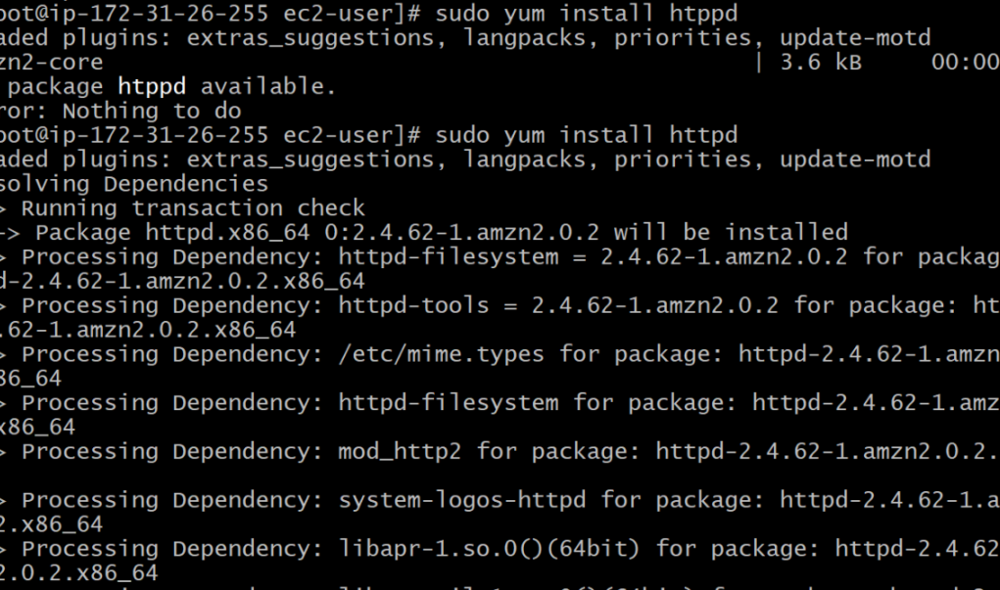 oot@ip-172-31-26-255 ec2-user]# sudo yum install htppd
aded plugins: extras_suggestions, langpacks, priorities, update-motd
zn2-core | 3.6 kB 00:00
package htppd available.
ror: Nothing to do
oot@ip-172-31-26-255 ec2-user]# sudo yum install httpd
aded plugins: extras_suggestions, langpacks, priorities, update-motd
solving Dependencies
> Running transaction check
-> Package httpd.x86_64 0:2.4.62-1.amzn2.0.2 will be installed
> Processing Dependency: httpd-filesystem = 2.4.62-1.amzn2.0.2 for packag
d-2.4.62-1.amzn2.0.2.x86_64
> Processing Dependency: httpd-tools = 2.4.62-1.amzn2.0.2 for package: ht
.62-1.amzn2.0.2.x86_64
> Processing Dependency: /etc/mime.types for package: httpd-2.4.62-1.amzn
86_64
> Processing Dependency: httpd-filesystem for package: httpd-2.4.62-1.amz
x86_64
> Processing Dependency: mod_http2 for package: httpd-2.4.62-1.amzn2.0.2.
> Processing Dependency: system-logos-httpd for package: httpd-2.4.62-1.a
2.x86_64
> Processing Dependency: libapr-1.so.0()(64bit) for package: httpd-2.4.62
2.0.2.x86_64